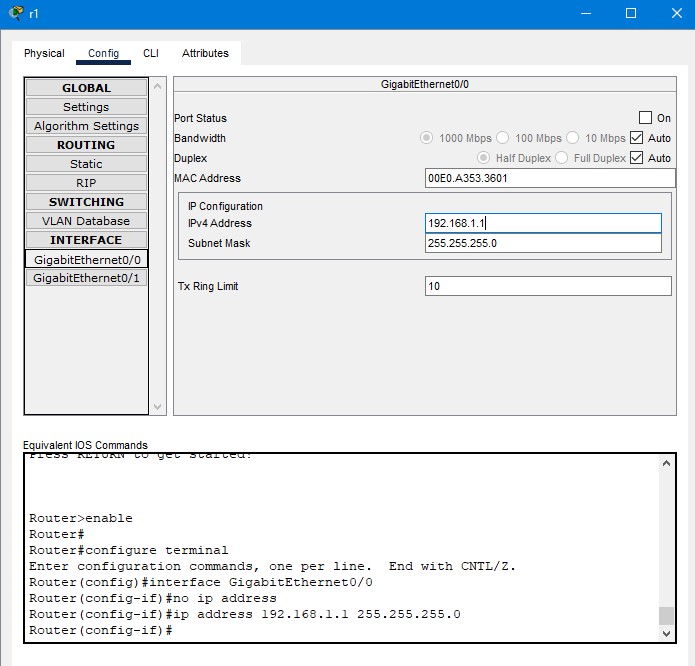 r1
Physical Config CLI Attributes
GLOBAL
Settings
Algorithm Settings
ROUTING
Static
RIP
SWITCHING
VLAN Database
INTERFACE
GigabitEthernet0/0
GigabitEthernet0/1
GigabitEthernet0/0
Port Status On
Bandwidth 1000 Mbps 100 Mbps 10 Mbps Auto
Duplex Half Duplex Full Duplex Auto
MAC Address 00E0.A353.3601
IP Configuration
IPv4 Address 192.168.1.1
Subnet Mask 255.255.255.0
Tx Ring Limit 10
Equivalent IOS Commands
Press RETURN to get started!
Router>enable
Router#
Router#configure terminal
Enter configuration commands, one per line.  End with CNTL/Z.
Router(config)#interface GigabitEthernet0/0
Router(config-if)#no ip address
Router(config-if)#ip address 192.168.1.1 255.255.255.0
Router(config-if)#